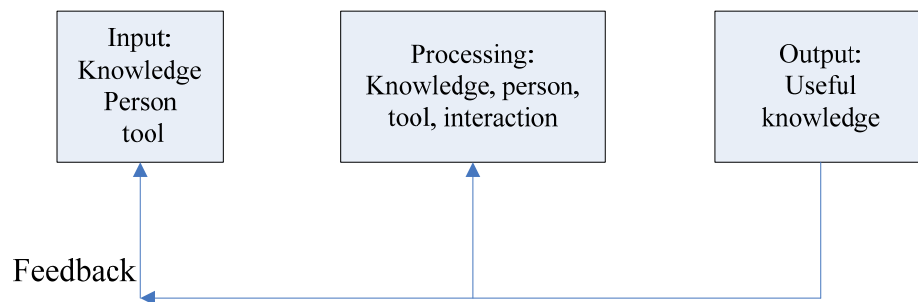 Input:
Knowledge
Person
tool
Processing:
Knowledge, person,
tool, interaction
Output:
Useful
knowledge
Feedback